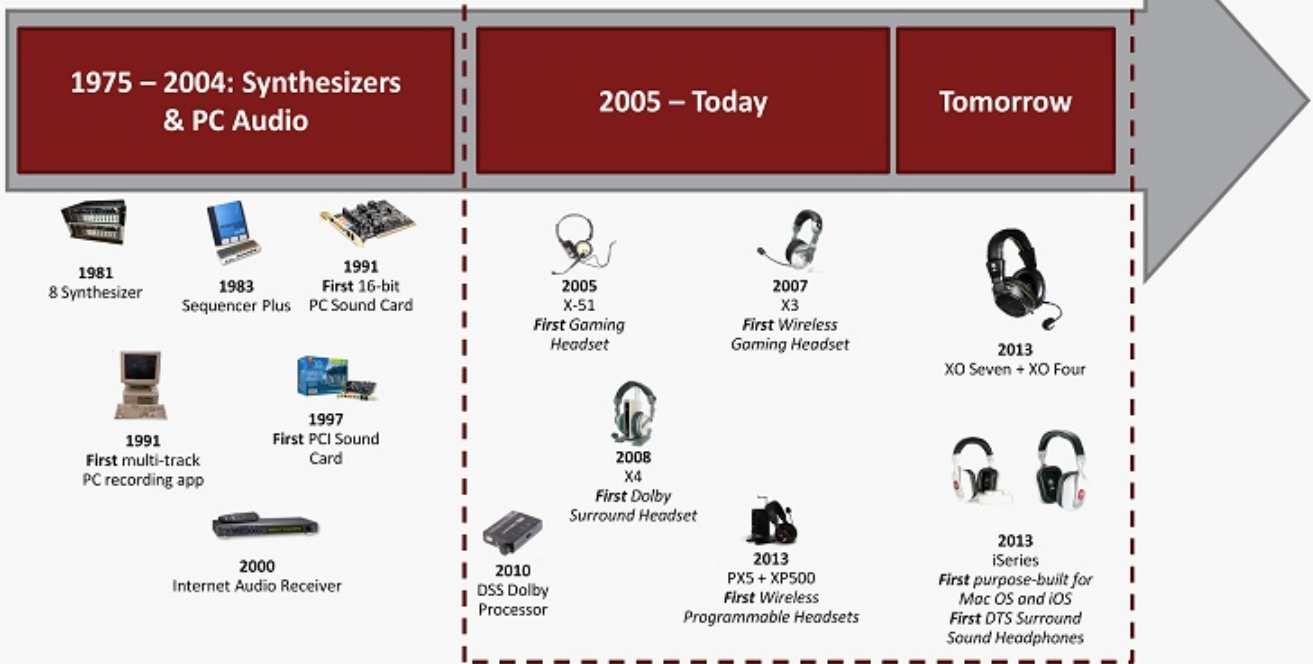 1975 – 2004: Synthesizers
& PC Audio
2005 – Today
Tomorrow
1981
8 Synthesizer
1983
Sequencer Plus
1991
First 16-bit
PC Sound Card
1991
First multi-track
PC recording app
1997
First PCI Sound
Card
2000
Internet Audio Receiver
2005
X-51
First Gaming
Headset
2007
X3
First Wireless
Gaming Headset
2008
X4
First Dolby
Surround Headset
2010
DSS Dolby
Processor
2013
PX5 + XP500
First Wireless
Programmable Headsets
2013
XO Seven + XO Four
2013
iSeries
First purpose-built for
Mac OS and iOS
First DTS Surround
Sound Headphones